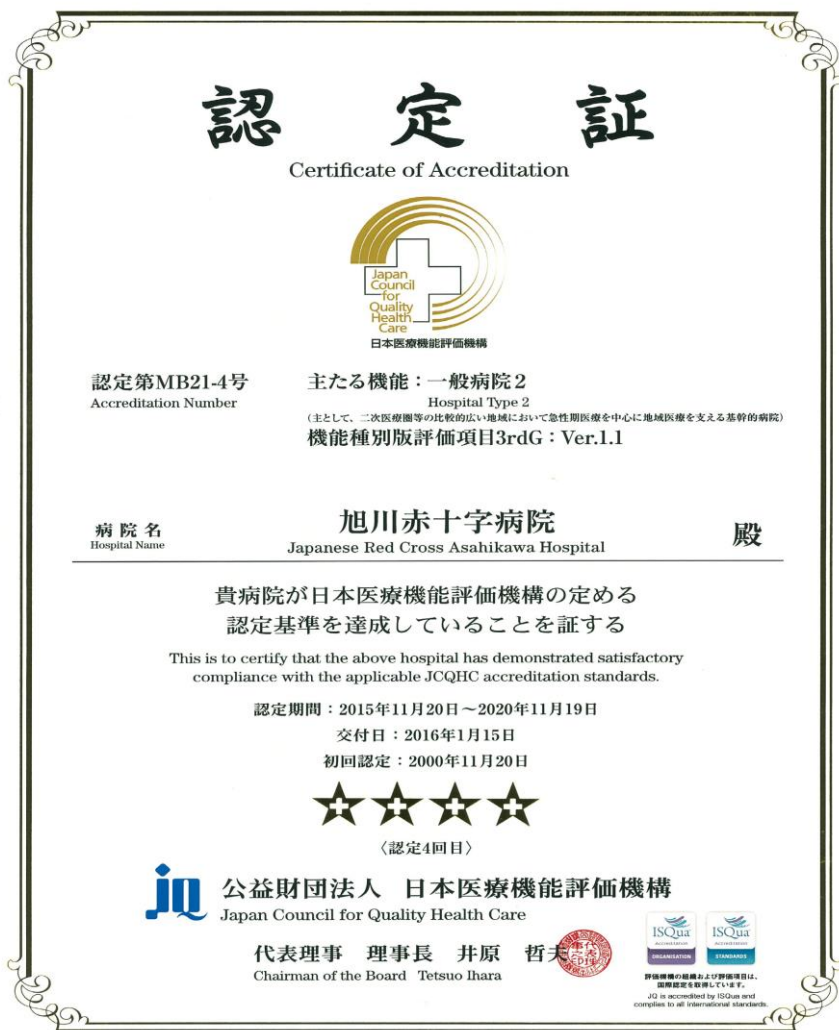 認定証
Certificate of Accreditation
Japan
Council
for
Quality
Health
Care
日本医療機能評価機構
認定第MB21-4号
Accreditation Number
主たる機能：一般病院２
Hospital Type 2
(主として、二次医療圏等の比較的広い地域において急性期医療を中心に地域医療を支える基幹的病院)
機能種別版評価項目3rdG：Ver.1.1
病院名
Hospital Name
旭川赤十字病院
Japanese Red Cross Asahikawa Hospital
殿
貴病院が日本医療機能評価機構の定める
認定基準を達成していることを証する
This is to certify that the above hospital has demonstrated satisfactory
compliance with the applicable JCQHC accreditation standards.
認定期間：2015年11月20日～2020年11月19日
交付日：2016年1月15日
初回認定：2000年11月20日
〈認定4回目〉
jQ 公益財団法人 日本医療機能評価機構
Japan Council for Quality Health Care
代表理事 理事長 井原 哲夫
Chairman of the Board Tetsuo Ihara
ISQua
ACCREDITATION
ORGANISATION
ISQua
ACCREDITATION
STANDARDS
評価機構の組織および評価項目は、
国際認定を取得しています。
JQ is accredited by ISQua and
complies to all international standards.